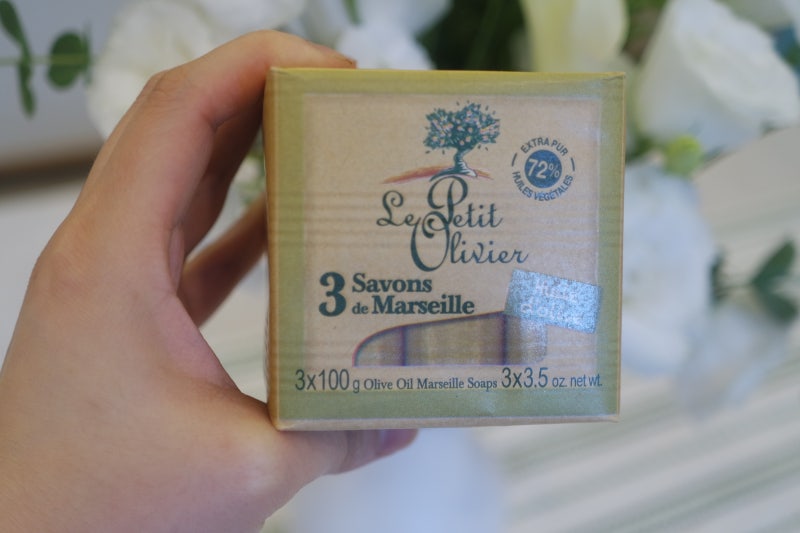 EXTRA PUR
72%
HUILES VÉGÉTALES
Le Petit
Olivier
3 Savons
de Marseille
3x100 g Olive Oil Marseille Soaps 3x3.5 oz. net wt.